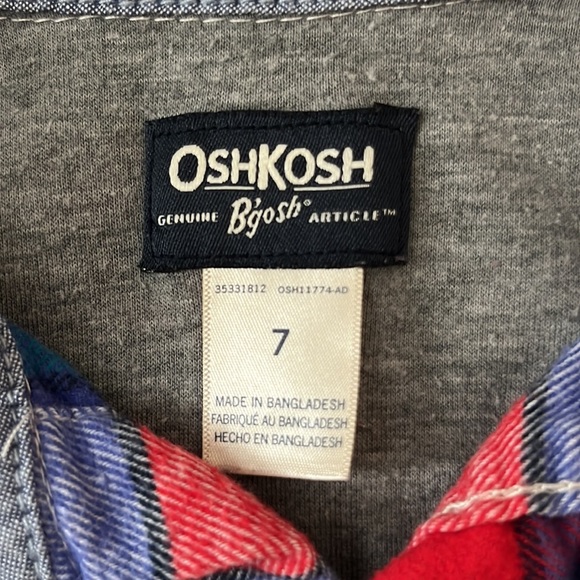 OSHKOSH
GENUINE B'gosh® ARTICLE™
35331812 OSH11774-AD
7
MADE IN BANGLADESH
FABRIQUÉ AU BANGLADESH
HECHO EN BANGLADESH